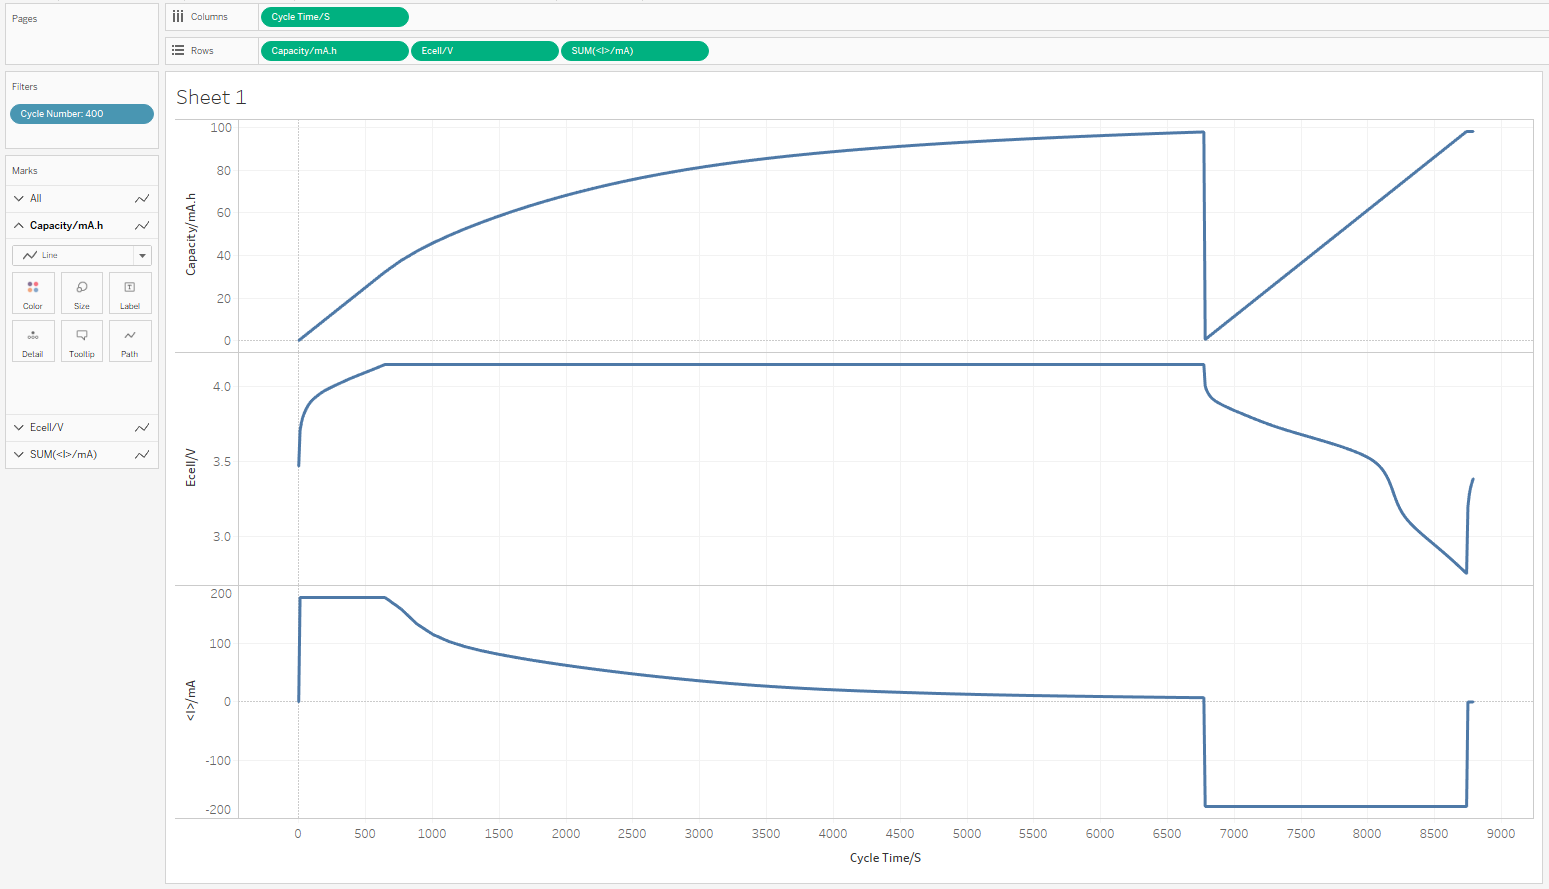 Pages
Columns
Cycle Time/S
Rows
Capacity/mA.h
Ecell/V
SUM(<I>/mA)
Filters
Cycle Number: 400
Marks
All
Capacity/mA.h
Line
Color
Size
Label
Detail
Tooltip
Path
Ecell/V
SUM(<I>/mA)
Sheet 1
Capacity/mA.h
100
80
60
40
20
0
Ecell/V
4.0
3.5
3.0
<I>/mA
200
100
0
-100
-200
0 500 1000 1500 2000 2500 3000 3500 4000 4500 5000 5500 6000 6500 7000 7500 8000 8500 9000
Cycle Time/S